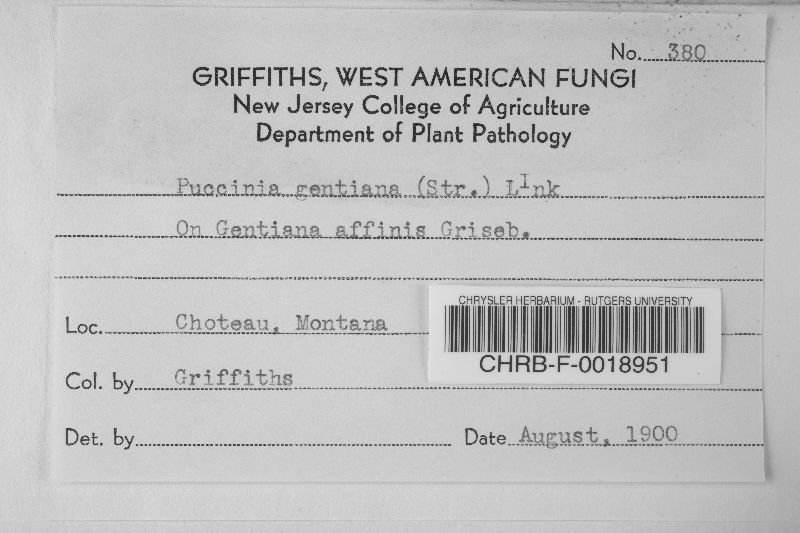 No. 380
GRIFFITHS, WEST AMERICAN FUNGI
New Jersey College of Agriculture
Department of Plant Pathology
Puccinia gentiana (Str.) LInk
On Gentiana affinis Griseb.
Loc. Choteau, Montana
CHRYSLER HERBARIUM - RUTGERS UNIVERSITY
CHRB-F-0018951
Col. by Griffiths
Det. by
Date August, 1900